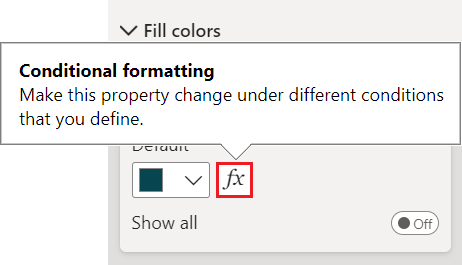 Fill colors
Conditional formatting
Make this property change under different conditions
that you define.
Default
fx
Show all
Off